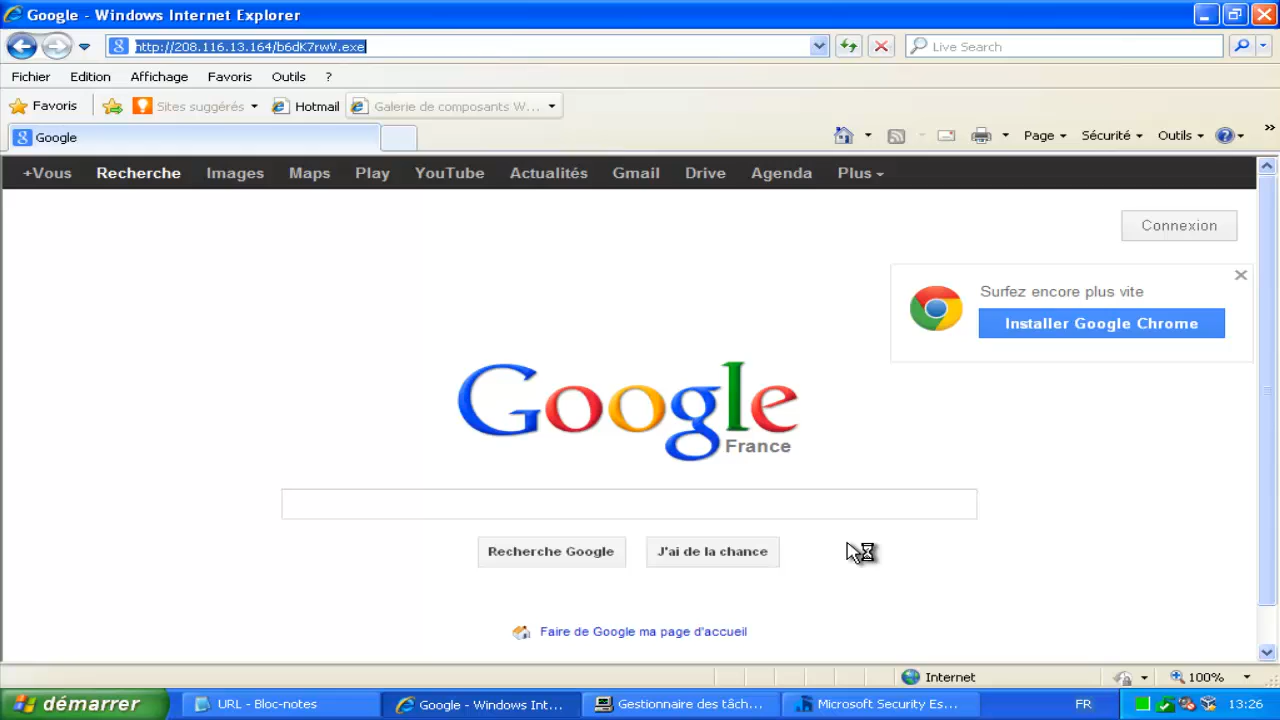 Google - Windows Internet Explorer
http://208.116.13.164/b6dK7rwV.exe
Live Search
Fichier Edition Affichage Favoris Outils ?
Favoris Sites suggérés Hotmail Galerie de composants W...
Google
Page Sécurité Outils
+Vous Recherche Images Maps Play YouTube Actualités Gmail Drive Agenda Plus
Connexion
Surfez encore plus vite
Installer Google Chrome
Google
France
Recherche Google J'ai de la chance
Faire de Google ma page d'accueil
Internet 100%
démarrer URL - Bloc-notes Google - Windows Int... Gestionnaire des tâch... Microsoft Security Es... FR 13:26